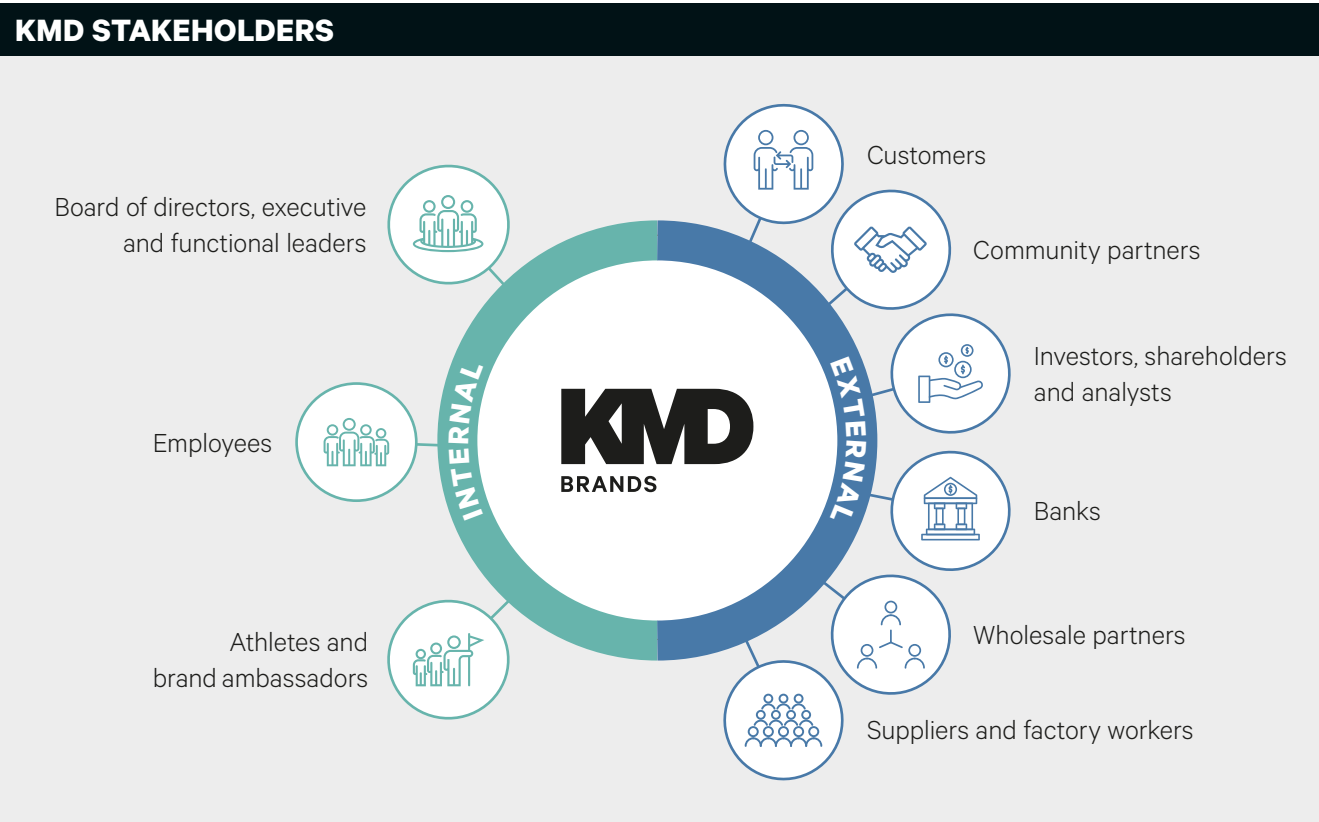 KMD STAKEHOLDERS
Board of directors, executive
and functional leaders
Employees
Athletes and
brand ambassadors
INTERNAL
KMD
BRANDS
EXTERNAL
Customers
Community partners
Investors, shareholders
and analysts
Banks
Wholesale partners
Suppliers and factory workers